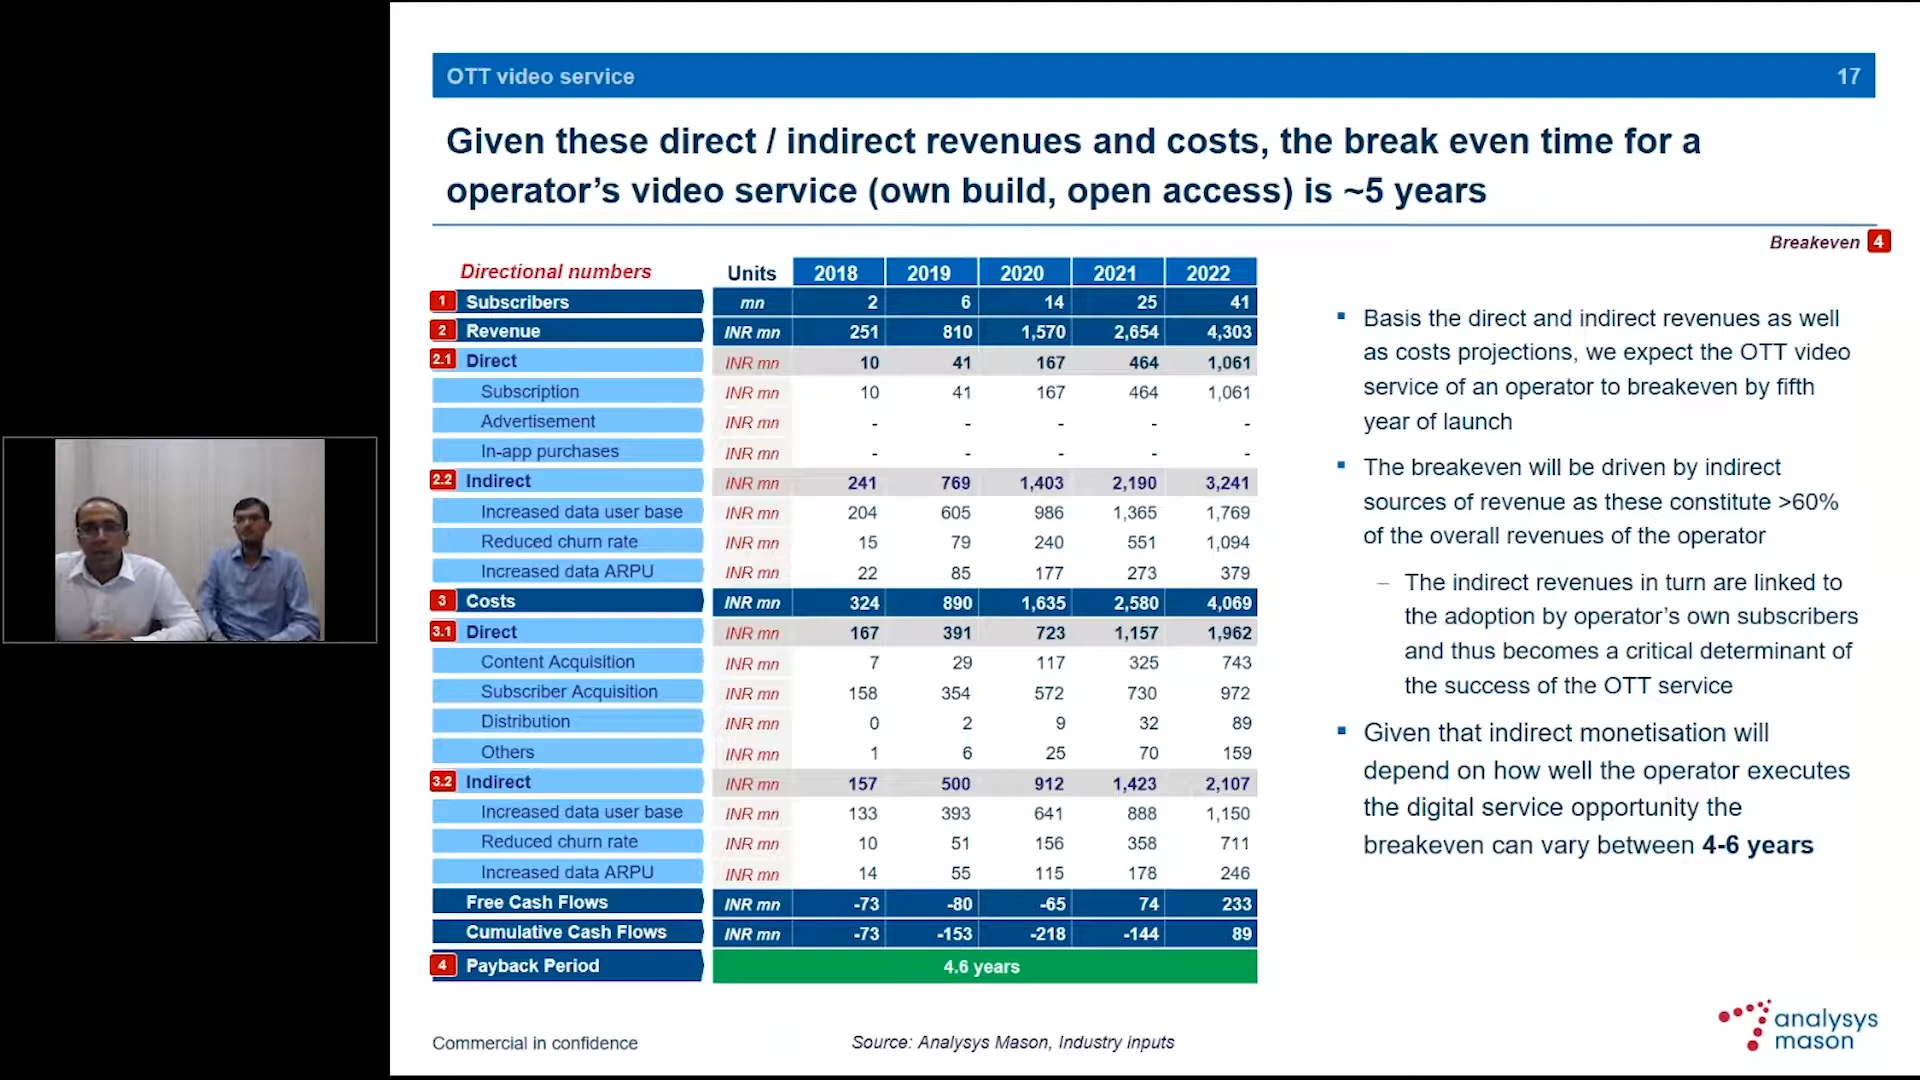 OTT video service 17
Given these direct / indirect revenues and costs, the break even time for a
operator’s video service (own build, open access) is ~5 years
Breakeven 4
Directional numbers Units 2018 2019 2020 2021 2022
1 Subscribers mn 2 6 14 25 41
2 Revenue INR mn 251 810 1,570 2,654 4,303
2.1 Direct INR mn 10 41 167 464 1,061
Subscription INR mn 10 41 167 464 1,061
Advertisement INR mn - - - - -
In-app purchases INR mn - - - - -
2.2 Indirect INR mn 241 769 1,403 2,190 3,241
Increased data user base INR mn 204 605 986 1,365 1,769
Reduced churn rate INR mn 15 79 240 551 1,094
Increased data ARPU INR mn 22 85 177 273 379
3 Costs INR mn 324 890 1,635 2,580 4,069
3.1 Direct INR mn 167 391 723 1,157 1,962
Content Acquisition INR mn 7 29 117 325 743
Subscriber Acquisition INR mn 158 354 572 730 972
Distribution INR mn 0 2 9 32 89
Others INR mn 1 6 25 70 159
3.2 Indirect INR mn 157 500 912 1,423 2,107
Increased data user base INR mn 133 393 641 888 1,150
Reduced churn rate INR mn 10 51 156 358 711
Increased data ARPU INR mn 14 55 115 178 246
Free Cash Flows INR mn -73 -80 -65 74 233
Cumulative Cash Flows INR mn -73 -153 -218 -144 89
4 Payback Period 4.6 years
▪ Basis the direct and indirect revenues as well
as costs projections, we expect the OTT video
service of an operator to breakeven by fifth
year of launch
▪ The breakeven will be driven by indirect
sources of revenue as these constitute >60%
of the overall revenues of the operator
– The indirect revenues in turn are linked to
the adoption by operator’s own subscribers
and thus becomes a critical determinant of
the success of the OTT service
▪ Given that indirect monetisation will
depend on how well the operator executes
the digital service opportunity the
breakeven can vary between 4-6 years
Commercial in confidence
Source: Analysys Mason, Industry inputs
analysys
mason